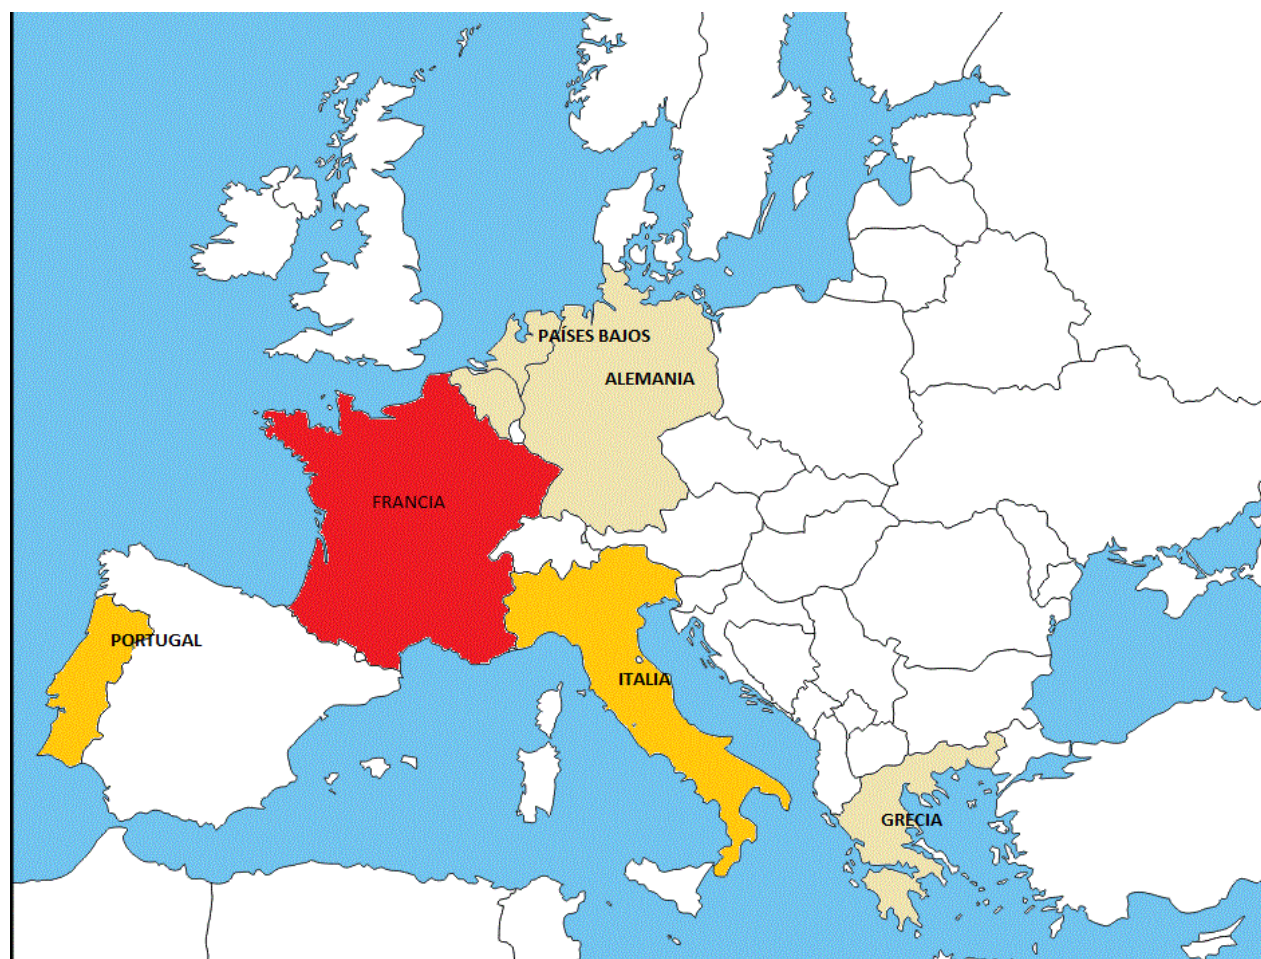 PAÍSES BAJOS
ALEMANIA
FRANCIA
PORTUGAL
ITALIA
GRECIA